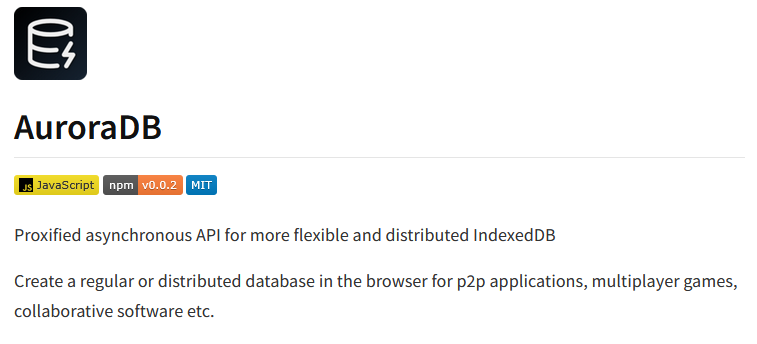 AuroraDB
JS JavaScript npm v0.0.2 MIT
Proxified asynchronous API for more flexible and distributed IndexedDB
Create a regular or distributed database in the browser for p2p applications, multiplayer games,
collaborative software etc.